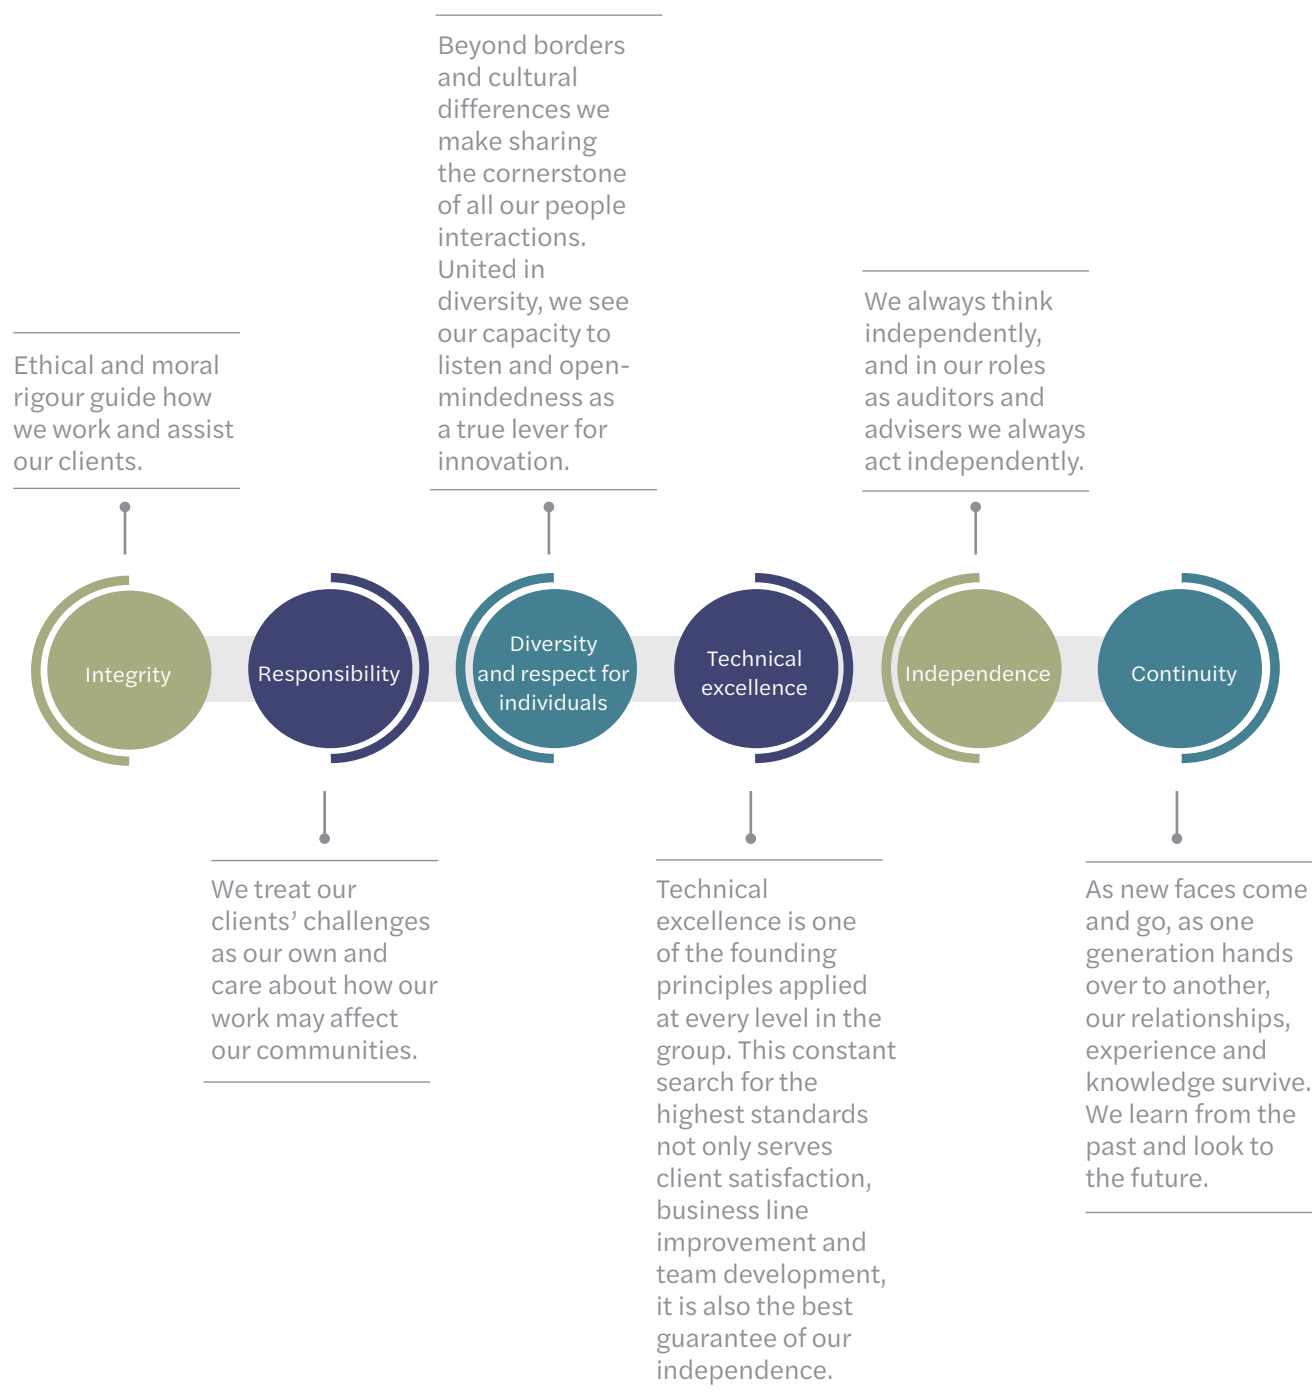 Beyond borders
and cultural
differences we
make sharing
the cornerstone
of all our people
interactions.
United in
diversity, we see
our capacity to
listen and open-
mindedness as
a true lever for
innovation.
We always think
independently,
and in our roles
as auditors and
advisers we always
act independently.
Ethical and moral
rigour guide how
we work and assist
our clients.
Integrity
Responsibility
Diversity
and respect for
individuals
Technical
excellence
Independence
Continuity
We treat our
clients’ challenges
as our own and
care about how our
work may affect
our communities.
Technical
excellence is one
of the founding
principles applied
at every level in the
group. This constant
search for the
highest standards
not only serves
client satisfaction,
business line
improvement and
team development,
it is also the best
guarantee of our
independence.
As new faces come
and go, as one
generation hands
over to another,
our relationships,
experience and
knowledge survive.
We learn from the
past and look to
the future.